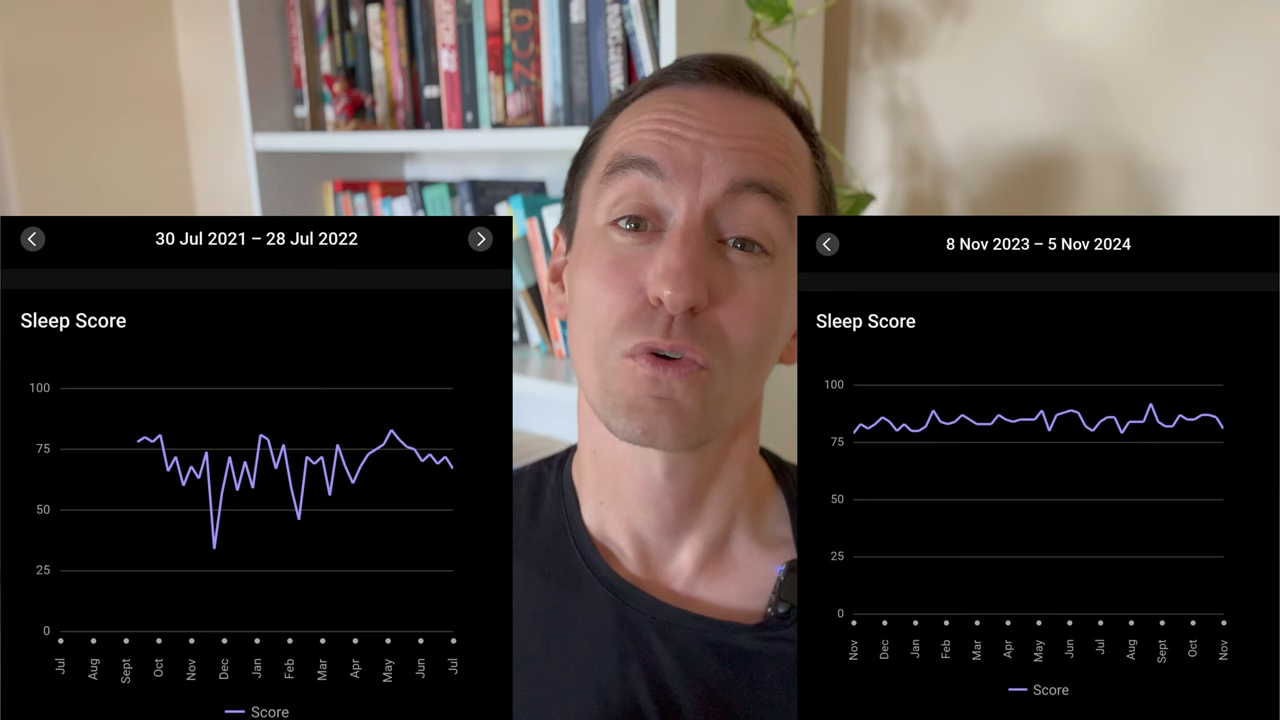 30 Jul 2021 – 28 Jul 2022
Sleep Score
100
75
50
25
0
Jul
Aug
Sept
Oct
Nov
Dec
Jan
Feb
Mar
Apr
May
Jun
Jul
Score
8 Nov 2023 – 5 Nov 2024
Sleep Score
100
75
50
25
0
Nov
Dec
Jan
Feb
Mar
Apr
May
Jun
Jul
Aug
Sept
Oct
Nov
Score